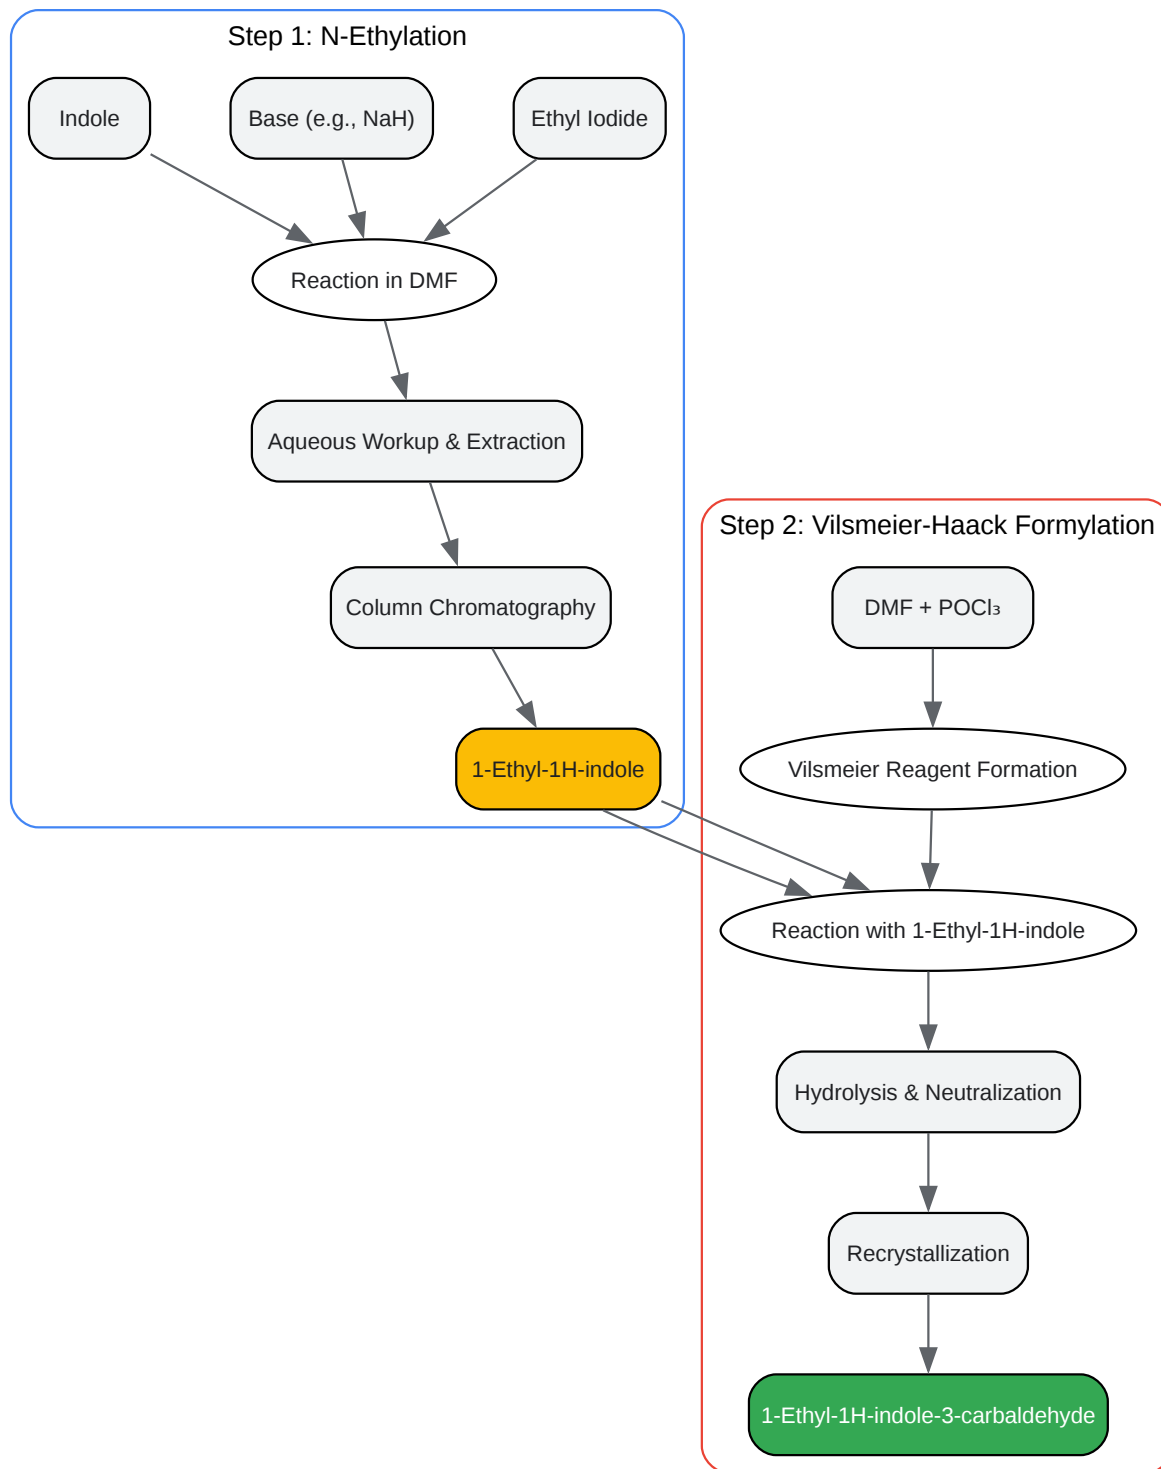 Step 1: N-Ethylation
Indole
Base (e.g., NaH)
Ethyl Iodide
Reaction in DMF
Aqueous Workup & Extraction
Column Chromatography
1-Ethyl-1H-indole
Step 2: Vilsmeier-Haack Formylation
DMF + POCl₃
Vilsmeier Reagent Formation
Reaction with 1-Ethyl-1H-indole
Hydrolysis & Neutralization
Recrystallization
1-Ethyl-1H-indole-3-carbaldehyde